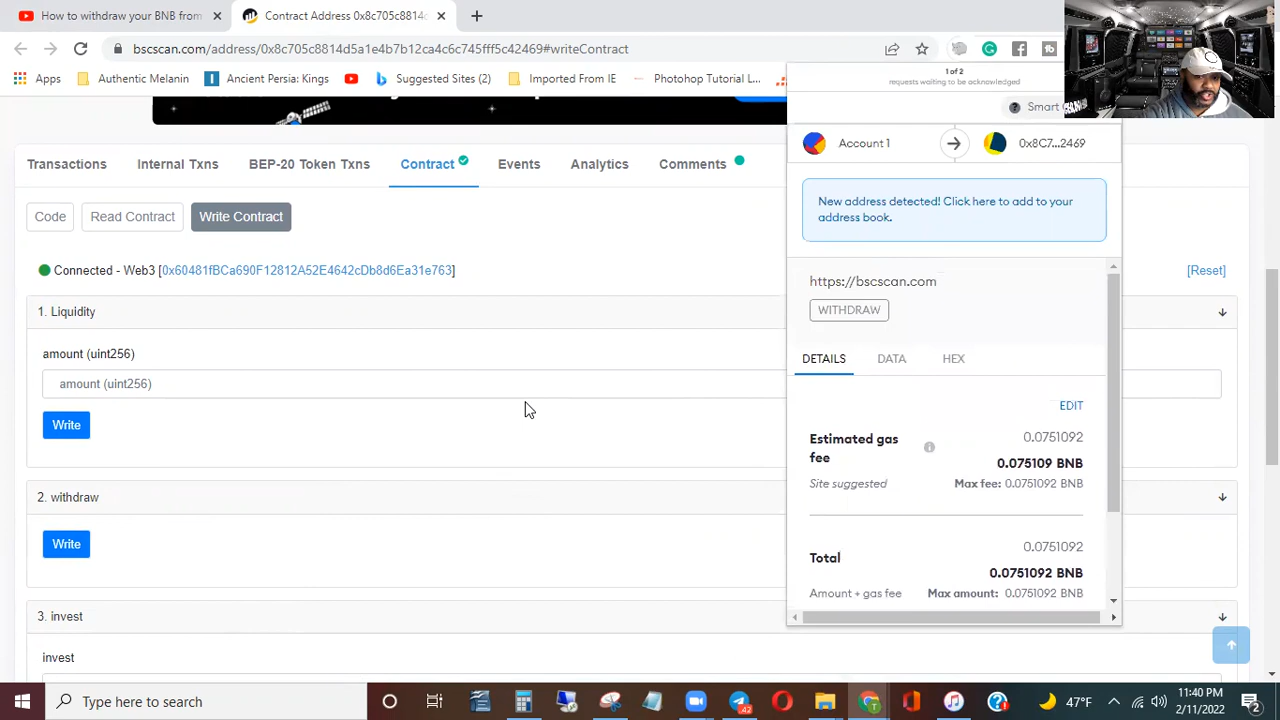 How to withdraw your BNB from
Contract Address 0x8c705c8814
bscscan.com/address/0x8c705c8814d5a1e4b7b12ca4c
fbc42469#writeContract
Apps
Authentic Melanin
Ancient Persia: Kings
Suggested Sites (2)
Imported From IE
Photohop Tutorial L...
1 of 2
requests waiting to be acknowledged
Account 1
0x8C7...2469
New address detected! Click here to add to your
address book.
https://bscscan.com
WITHDRAW
DETAILS
DATA
HEX
EDIT
Estimated gas
fee
0.0751092
0.075109 BNB
Site suggested
Max fee: 0.0751092 BNB
Total
0.0751092
0.0751092 BNB
Amount + gas fee
Max amount: 0.0751092 BNB
Transactions
Internal Txns
BEP-20 Token Txns
Contract
Events
Analytics
Comments
Code
Read Contract
Write Contract
Connected - Web3 [0x60481fBCa690F12812A52E4642cDb8d6Ea31e763]
[Reset]
1. Liquidity
amount (uint256)
amount (uint256)
Write
2. withdraw
Write
3. invest
invest
Type here to search
42
47°F
11:40 PM
2/11/2022
2